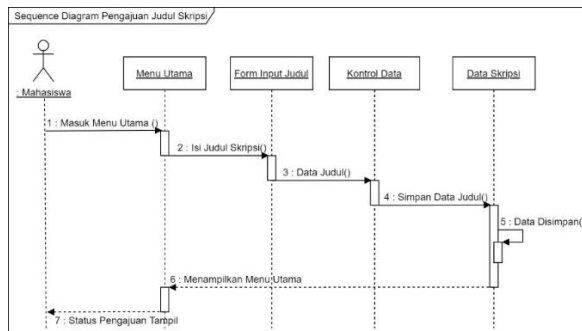 Sequence Diagram Pengajuan Judul Skripsi
: Mahasiswa
Menu Utama
Form Input Judul
Kontrol Data
Data Skripsi
1 : Masuk Menu Utama ()
2 : Isi Judul Skripsi()
3 : Data Judul()
4 : Simpan Data Judul()
5 : Data Disimpan(
6 : Menampilkan Menu Utama
7 : Status Pengajuan Tampil